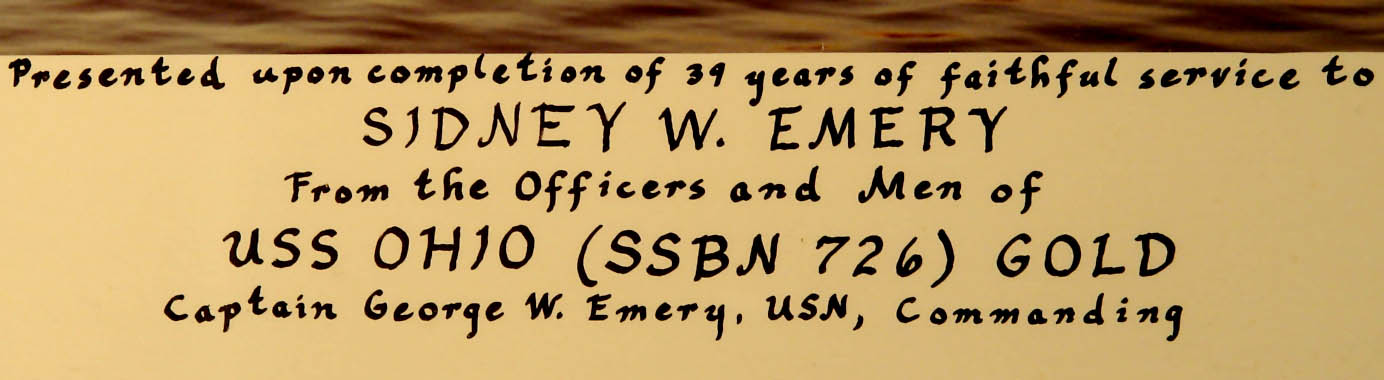 Presented upon completion of 39 years of faithful service to
SIDNEY W. EMERY
From the Officers and Men of
USS OHIO (SSBN 726) GOLD
Captain George W. Emery, USN, Commanding